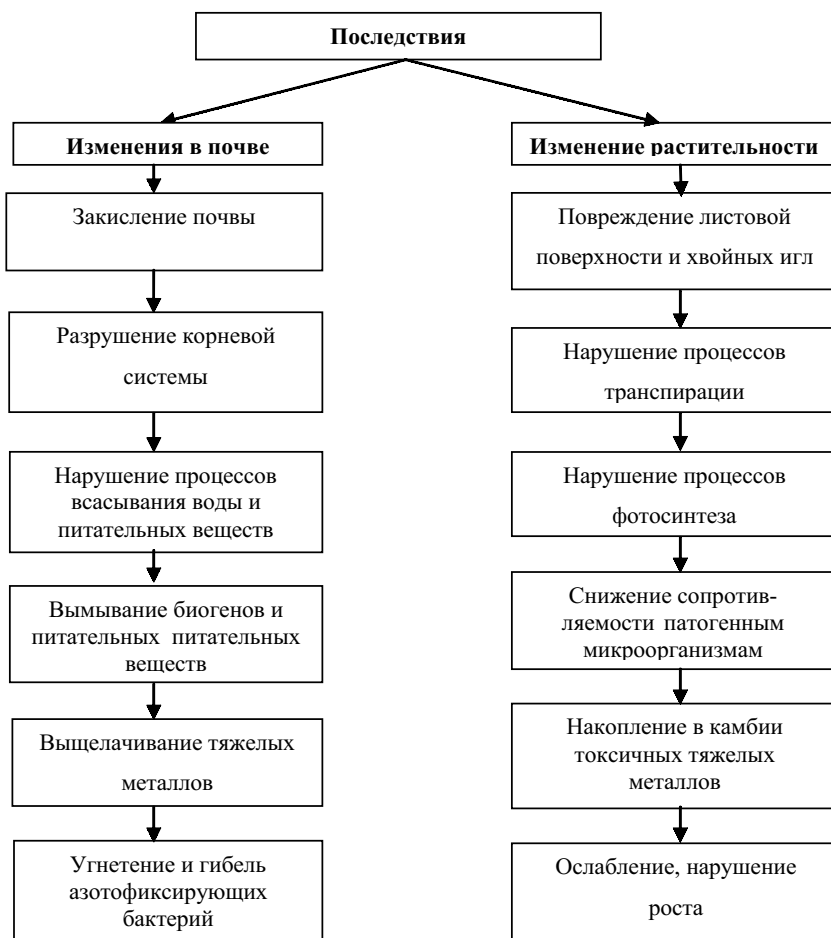 Последствия
Изменения в почве
Закисление почвы
Разрушение корневой
системы
Нарушение процессов
всасывания воды и
питательных веществ
Вымывание биогенов и
питательных питательных
веществ
Выщелачивание тяжелых
металлов
Угнетение и гибель
азотофиксирующих
бактерий
Изменение растительности
Повреждение листовой
поверхности и хвойных игл
Нарушение процессов
транспирации
Нарушение процессов
фотосинтеза
Снижение сопротив-
ляемости патогенным
микроорганизмам
Накопление в камбии
токсичных тяжелых
металлов
Ослабление, нарушение
роста